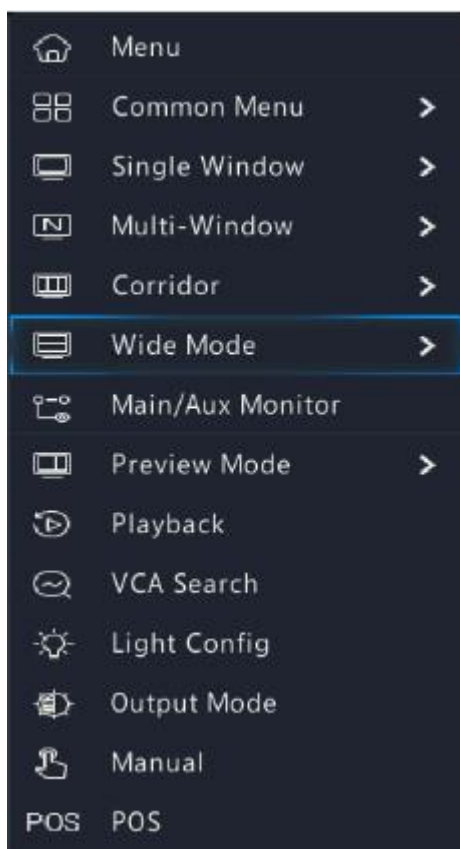 Menu
Common Menu
Single Window
Multi-Window
Corridor
Wide Mode
Main/Aux Monitor
Preview Mode
Playback
VCA Search
Light Config
Output Mode
Manual
POS POS